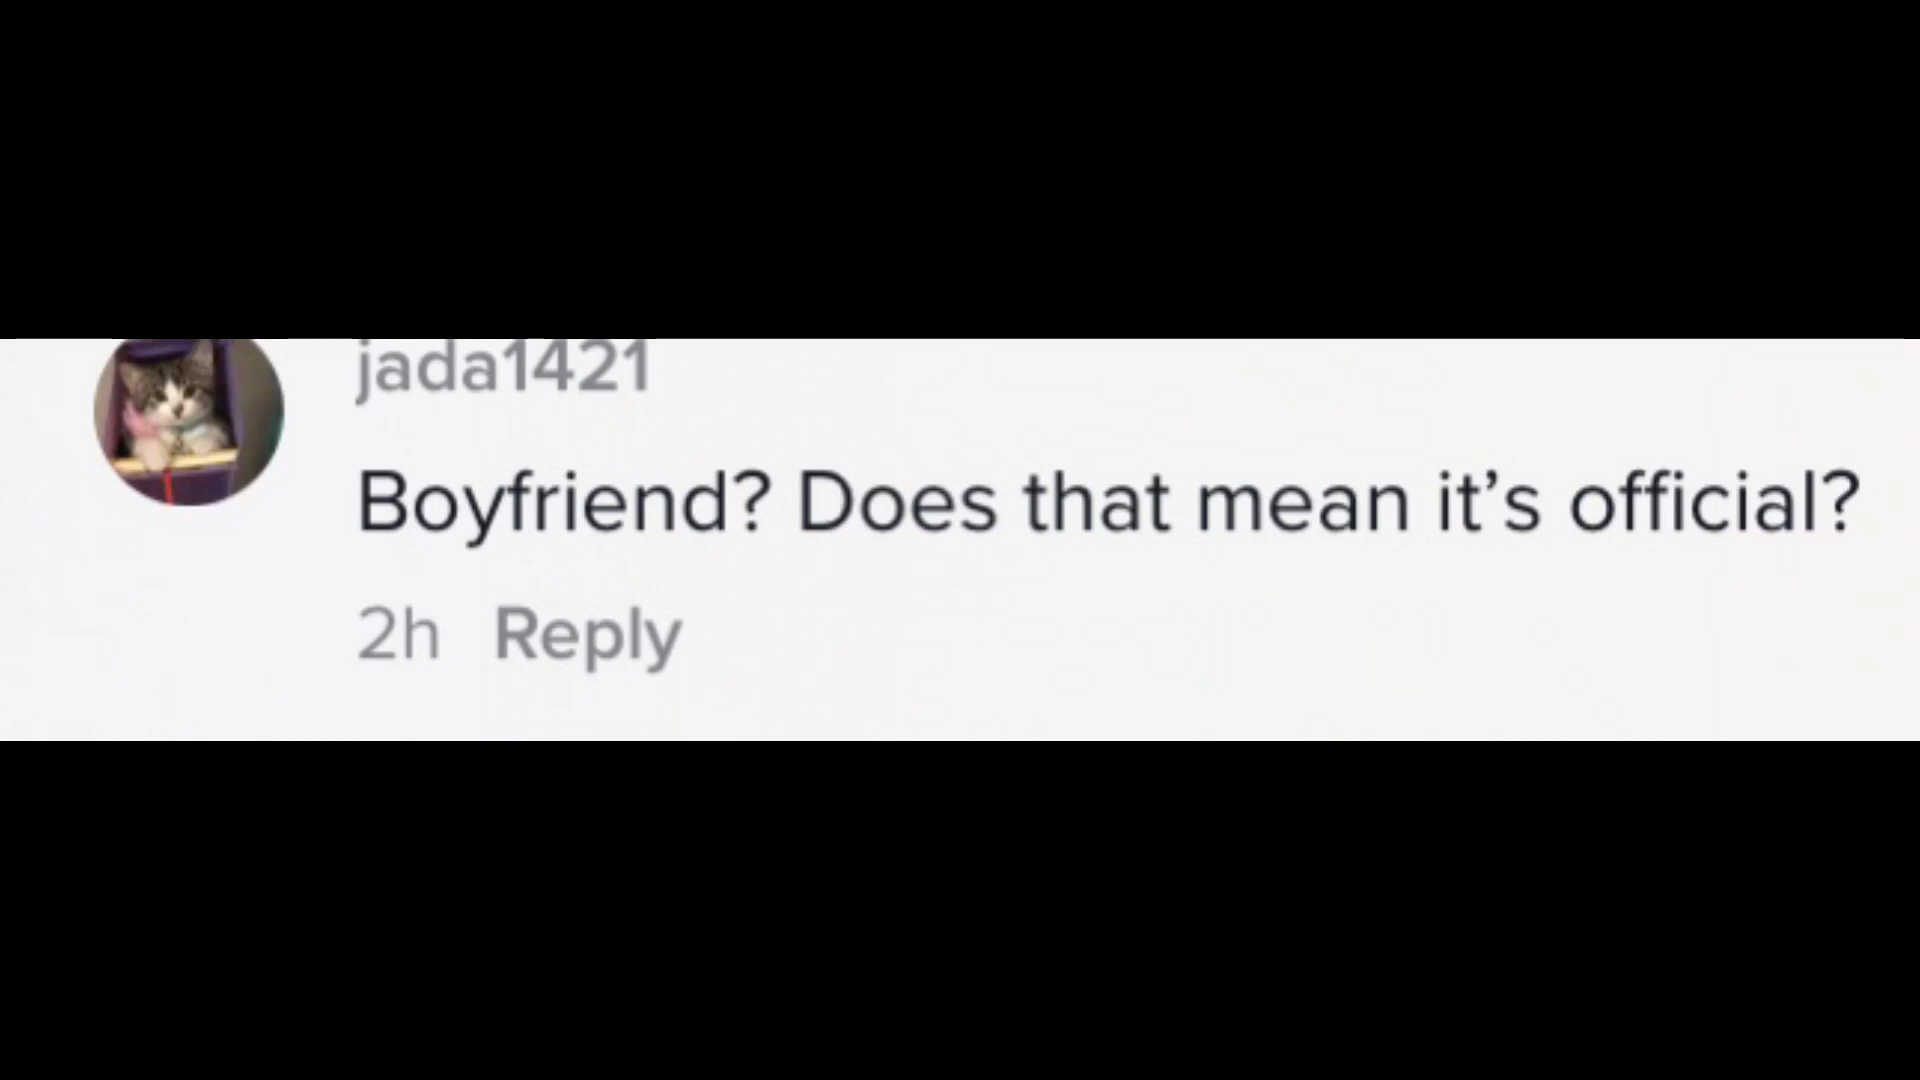 jada1421
Boyfriend? Does that mean it’s official?
2h Reply